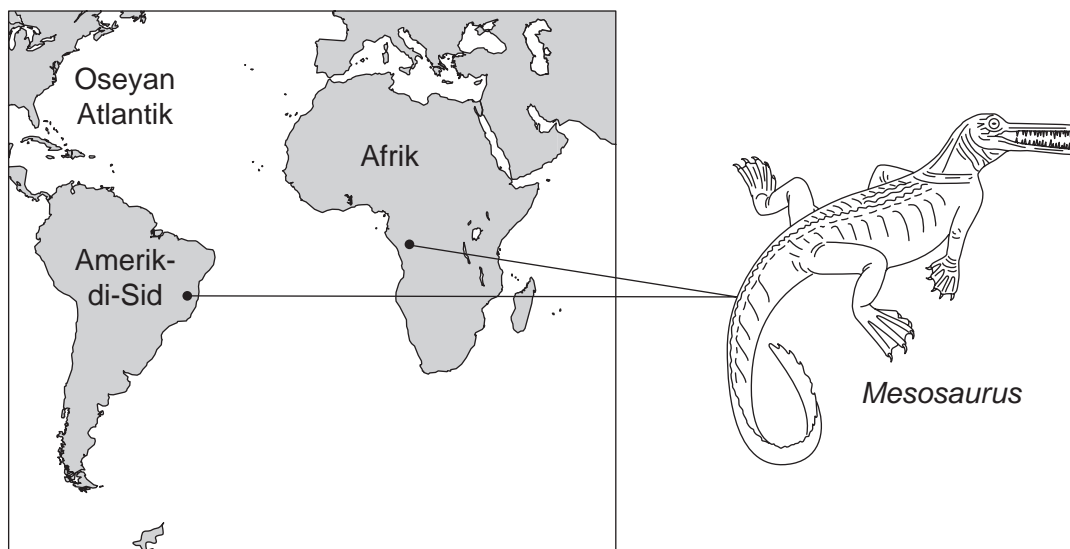 Oseyan
Atlantik
Afrik
Amerik-
di-Sid
Mesosaurus